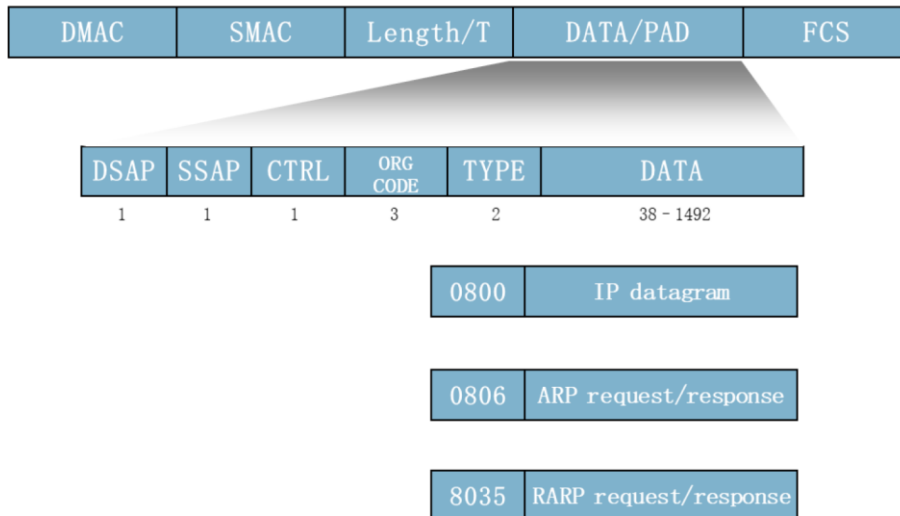 DMAC SMAC Length/T DATA/PAD FCS
DSAP SSAP CTRL ORG CODE TYPE DATA
1 1 1 3 2 38-1492
0800 IP datagram
0806 ARP request/response
8035 RARP request/response